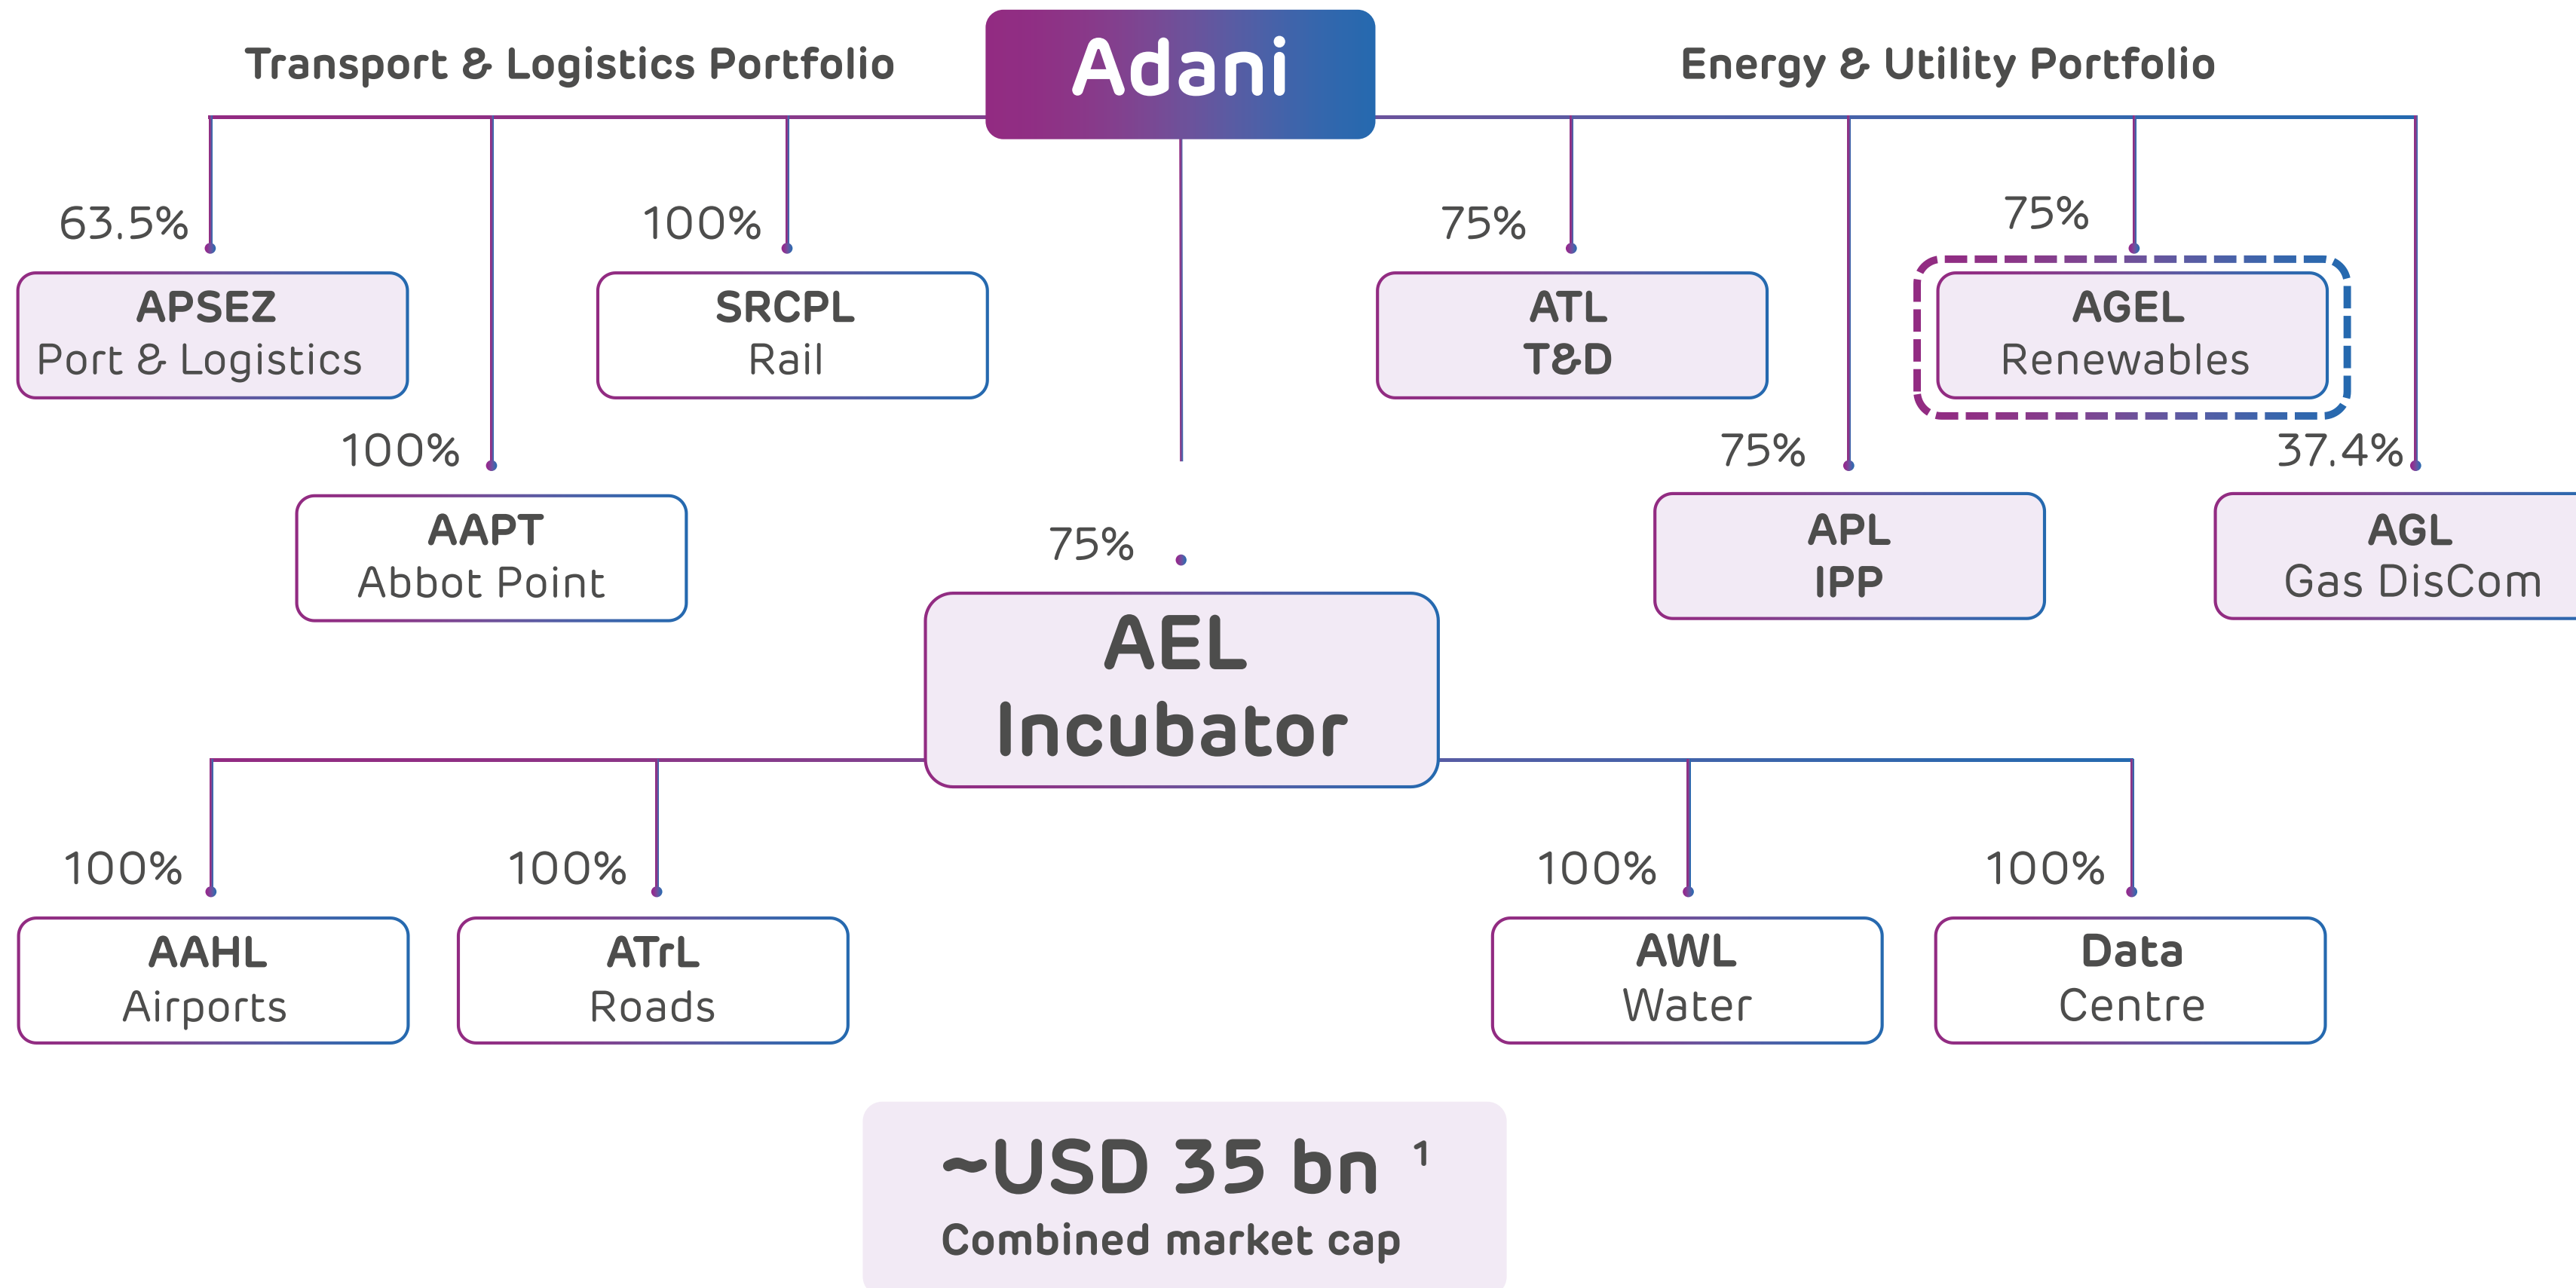 Transport & Logistics Portfolio
Adani
Energy & Utility Portfolio
63.5%
100%
75%
75%
APSEZ
Port & Logistics
SRCPL
Rail
ATL
T&D
AGEL
Renewables
100%
75%
37.4%
AAPT
Abbot Point
APL
IPP
AGL
Gas DisCom
75%
AEL
Incubator
100%
100%
100%
100%
AAHL
Airports
ATrL
Roads
AWL
Water
Data
Centre
~USD 35 bn 1
Combined market cap